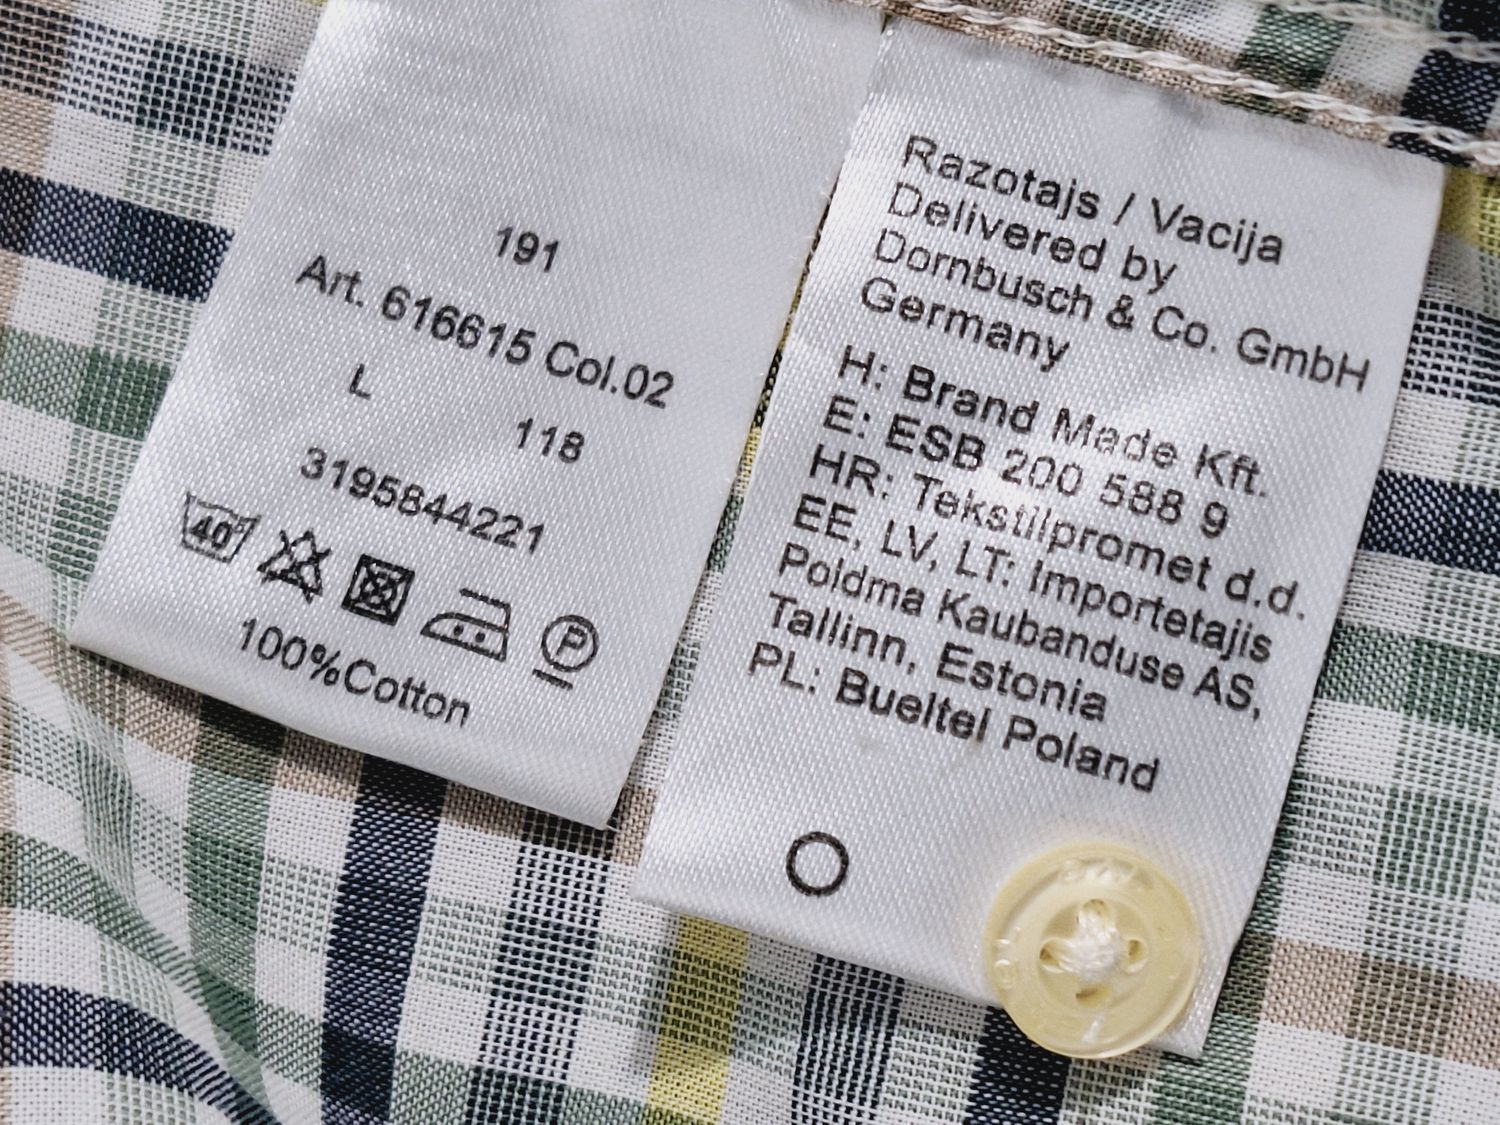 191
Art. 616615 Col.02
L
118
3195844221
40°
P
100%Cotton
Razotajs / Vacija
Delivered by
Dornbusch & Co. GmbH
Germany
H: Brand Made Kft.
E: ESB 200 588 9
HR: Tekstilpromet d.d.
EE, LV, LT: Importetajis
Poldma Kaubanduse AS,
Tallinn, Estonia
PL: Bueltel Poland